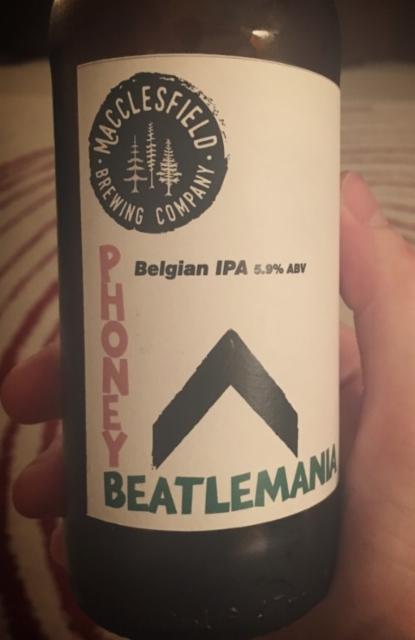 MACCLESFIELD
BREWING COMPANY
Belgian IPA 5.9% ABV
PHONEY
BEATLEMANIA